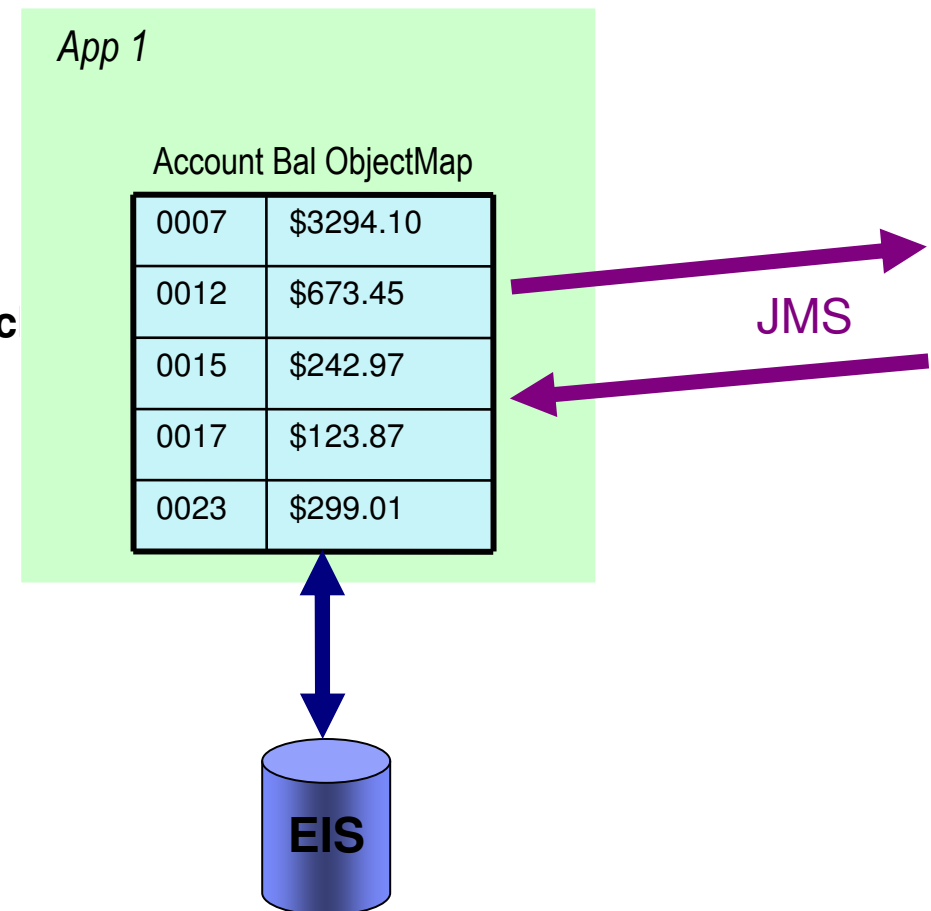 App 1
Account Bal ObjectMap
0007 $3294.10
0012 $673.45
0015 $242.97
0017 $123.87
0023 $299.01
JMS
EIS